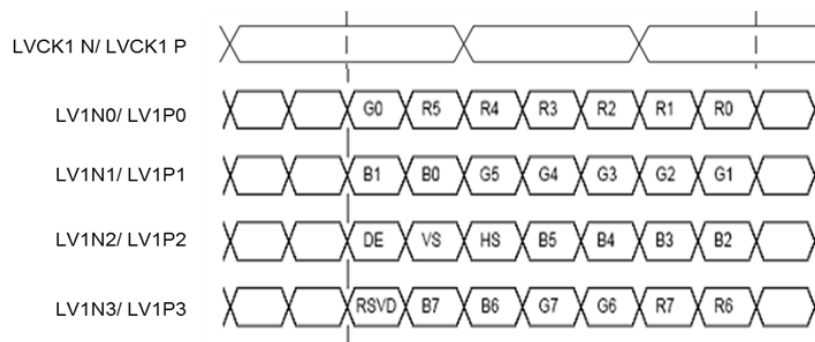 LVCK1 N/ LVCK1 P
LV1N0/ LV1P0 G0 R5 R4 R3 R2 R1 R0
LV1N1/ LV1P1 B1 B0 G5 G4 G3 G2 G1
LV1N2/ LV1P2 DE VS HS B5 B4 B3 B2
LV1N3/ LV1P3 RSVD B7 B6 G7 G6 R7 R6